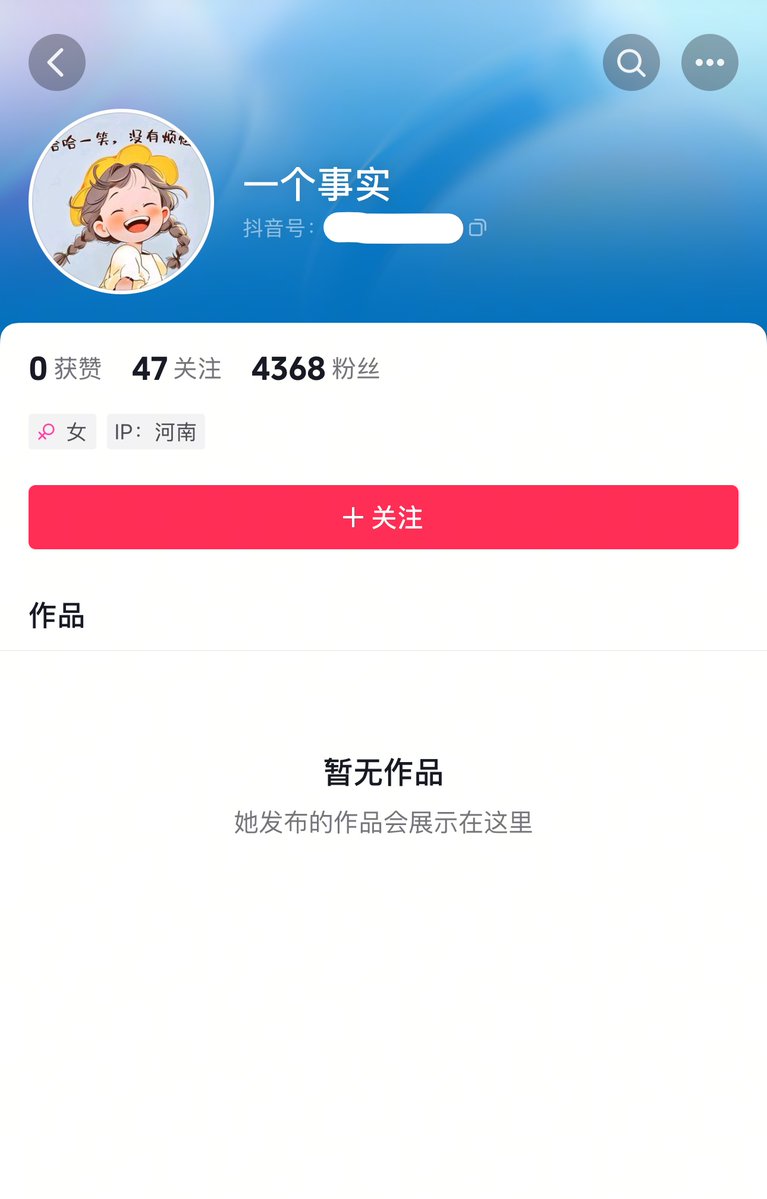 哈哈一笑，没有烦恼
一个事实
抖音号：
0 获赞 47 关注 4368 粉丝
女 IP：河南
关注
作品
暂无作品
她发布的作品会展示在这里